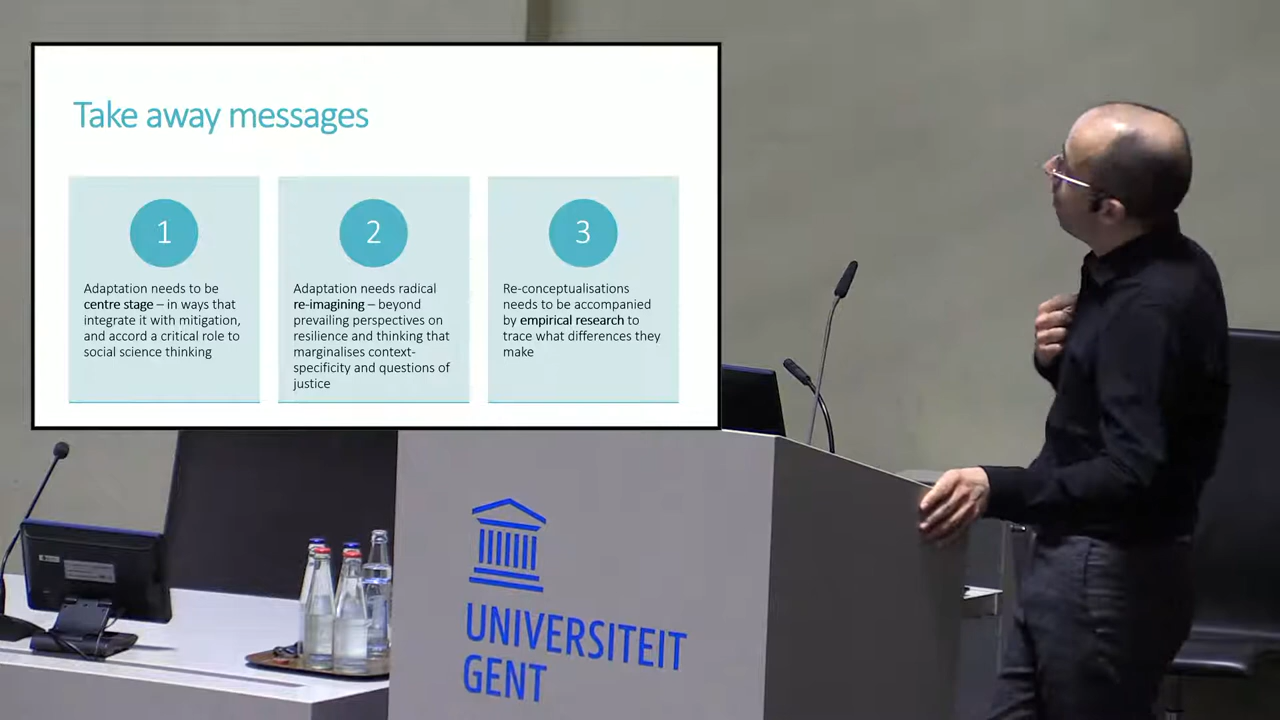 Take away messages
1
Adaptation needs to be
centre stage – in ways that
integrate it with mitigation,
and accord a critical role to
social science thinking
2
Adaptation needs radical
re-imagining – beyond
prevailing perspectives on
resilience and thinking that
marginalises context-
specificity and questions of
justice
3
Re-conceptualisations
needs to be accompanied
by empirical research to
trace what differences they
make
UNIVERSITEIT
GENT